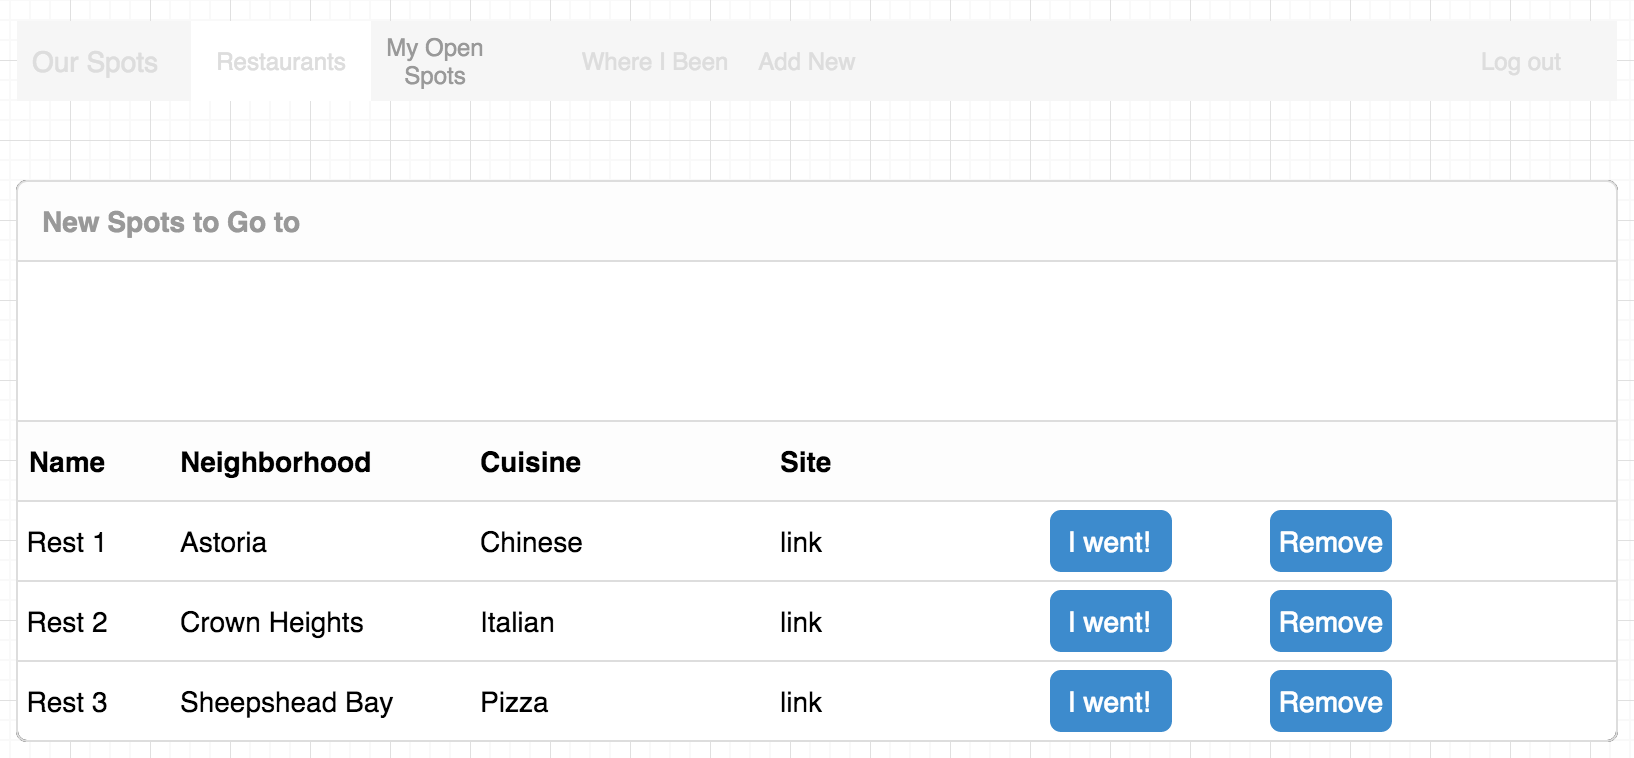 Our Spots Restaurants My Open Spots Where I Been Add New Log out
New Spots to Go to
Name Neighborhood Cuisine Site
Rest 1 Astoria Chinese link I went! Remove
Rest 2 Crown Heights Italian link I went! Remove
Rest 3 Sheepshead Bay Pizza link I went! Remove